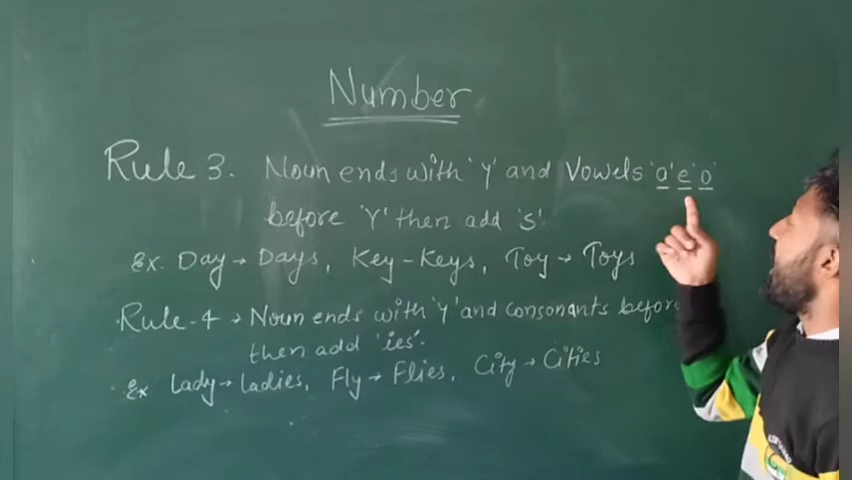 Number
Rule 3. Noun ends with 'y' and Vowels 'a' 'e' 'o'
before 'Y' then add 's'.
Ex. Day → Days, Key - Keys, Toy → Toys
Rule-4 → Noun ends with 'y' and consonants before
then add 'ies'.
Ex Lady → Ladies, Fly → Flies, City → Cities